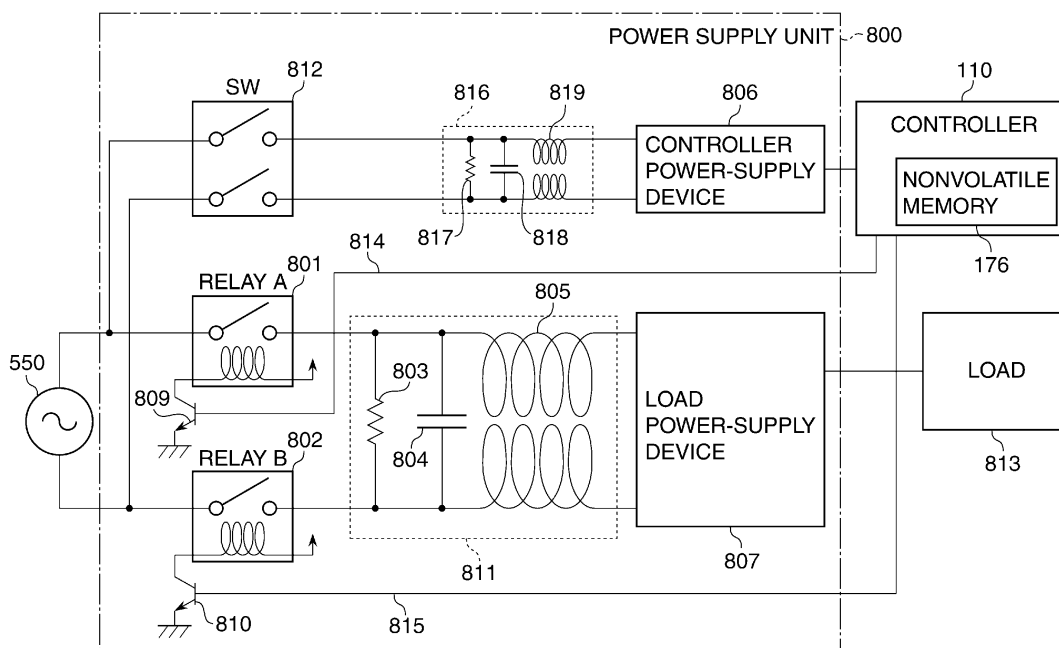 POWER SUPPLY UNIT
800
SW
812
816
819
806
110
CONTROLLER
POWER-SUPPLY
DEVICE
CONTROLLER
NONVOLATILE
MEMORY
817
818
176
814
RELAY A
801
805
550
809
803
804
LOAD
POWER-SUPPLY
DEVICE
LOAD
813
RELAY B
802
811
807
810
815